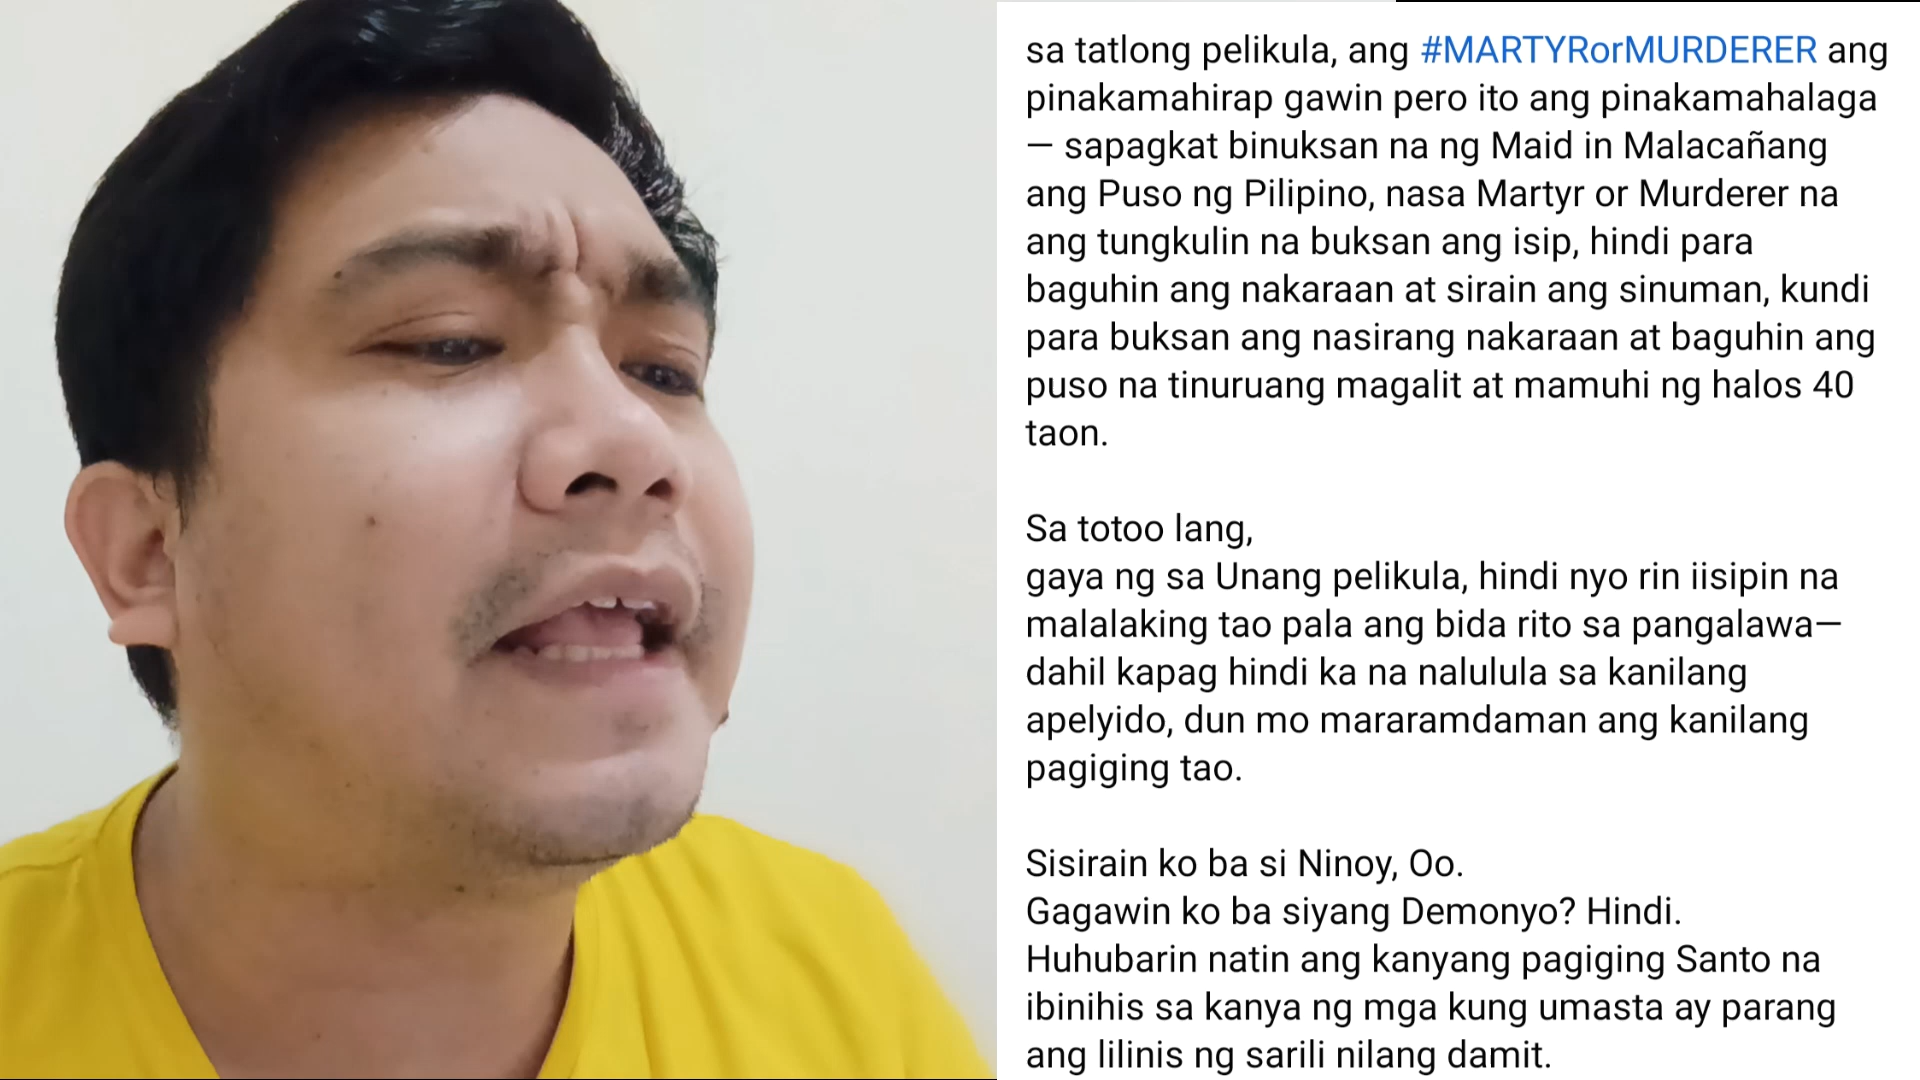 sa tatlong pelikula, ang #MARTYRorMURDERER ang
pinakamahirap gawin pero ito ang pinakamahalaga
— sapagkat binuksan na ng Maid in Malacañang
ang Puso ng Pilipino, nasa Martyr or Murderer na
ang tungkulin na buksan ang isip, hindi para
baguhin ang nakaraan at sirain ang sinuman, kundi
para buksan ang nasirang nakaraan at baguhin ang
puso na tinuruang magalit at mamuhi ng halos 40
taon.
Sa totoo lang,
gaya ng sa Unang pelikula, hindi nyo rin iisipin na
malalaking tao pala ang bida rito sa pangalawa—
dahil kapag hindi ka na nalulula sa kanilang
apelyido, dun mo mararamdaman ang kanilang
pagiging tao.
Sisirain ko ba si Ninoy, Oo.
Gagawin ko ba siyang Demonyo? Hindi.
Huhubarin natin ang kanyang pagiging Santo na
ibinihis sa kanya ng mga kung umasta ay parang
ang lilinis ng sarili nilang damit.